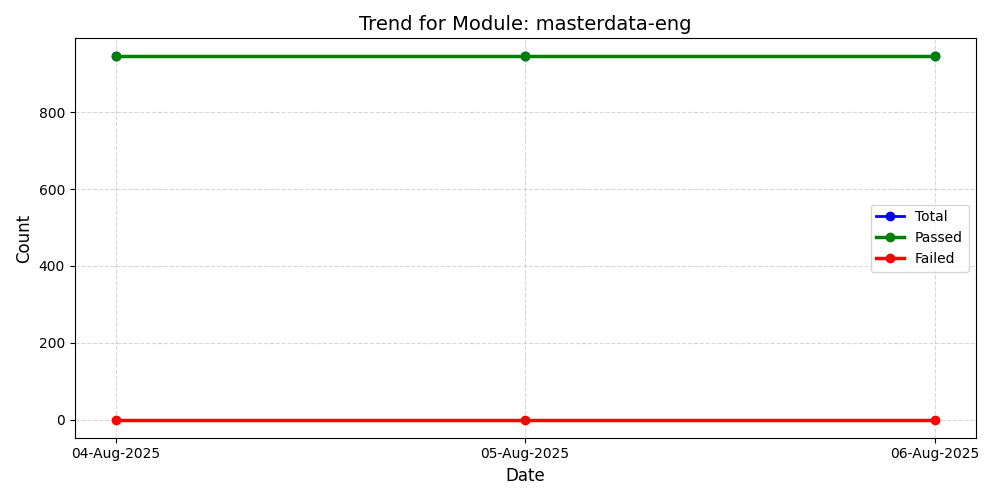 Trend for Module: masterdata-eng
Count
800
600
400
200
0
Total
Passed
Failed
04-Aug-2025
05-Aug-2025
06-Aug-2025
Date